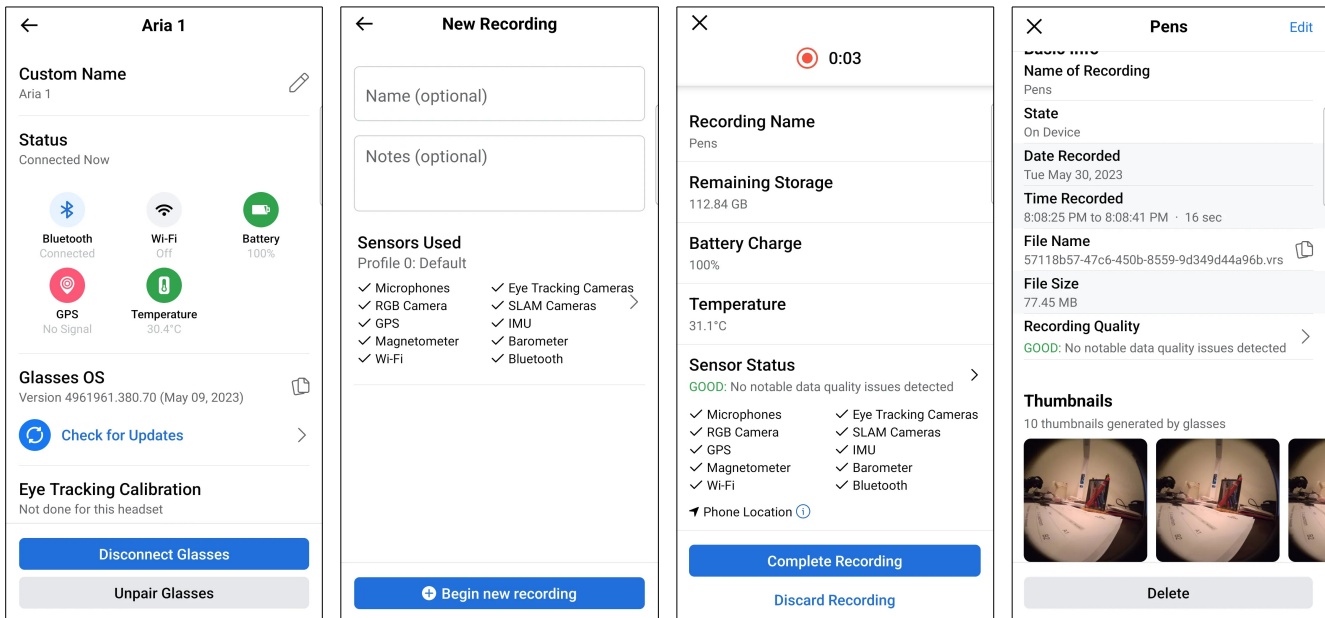 Aria 1
Custom Name
Aria 1
Status
Connected Now
Bluetooth
Connected
Wi-Fi
Off
Battery
100%
GPS
No Signal
Temperature
30.4°C
Glasses OS
Version 4961961.380.70 (May 09, 2023)
Check for Updates
Eye Tracking Calibration
Not done for this headset
Disconnect Glasses
Unpair Glasses
New Recording
Name (optional)
Notes (optional)
Sensors Used
Profile 0: Default
Microphones
Eye Tracking Cameras
RGB Camera
SLAM Cameras
GPS
IMU
Magnetometer
Barometer
Wi-Fi
Bluetooth
Begin new recording
0:03
Recording Name
Pens
Remaining Storage
112.84 GB
Battery Charge
100%
Temperature
31.1°C
Sensor Status
GOOD: No notable data quality issues detected
Microphones
Eye Tracking Cameras
RGB Camera
SLAM Cameras
GPS
IMU
Magnetometer
Barometer
Wi-Fi
Bluetooth
Phone Location
Complete Recording
Discard Recording
Pens
Edit
Basic Info
Name of Recording
Pens
State
On Device
Date Recorded
Tue May 30, 2023
Time Recorded
8:08:25 PM to 8:08:41 PM · 16 sec
File Name
57118b57-47c6-450b-8559-9d349d44a96b.vrs
File Size
77.45 MB
Recording Quality
GOOD: No notable data quality issues detected
Thumbnails
10 thumbnails generated by glasses
Delete